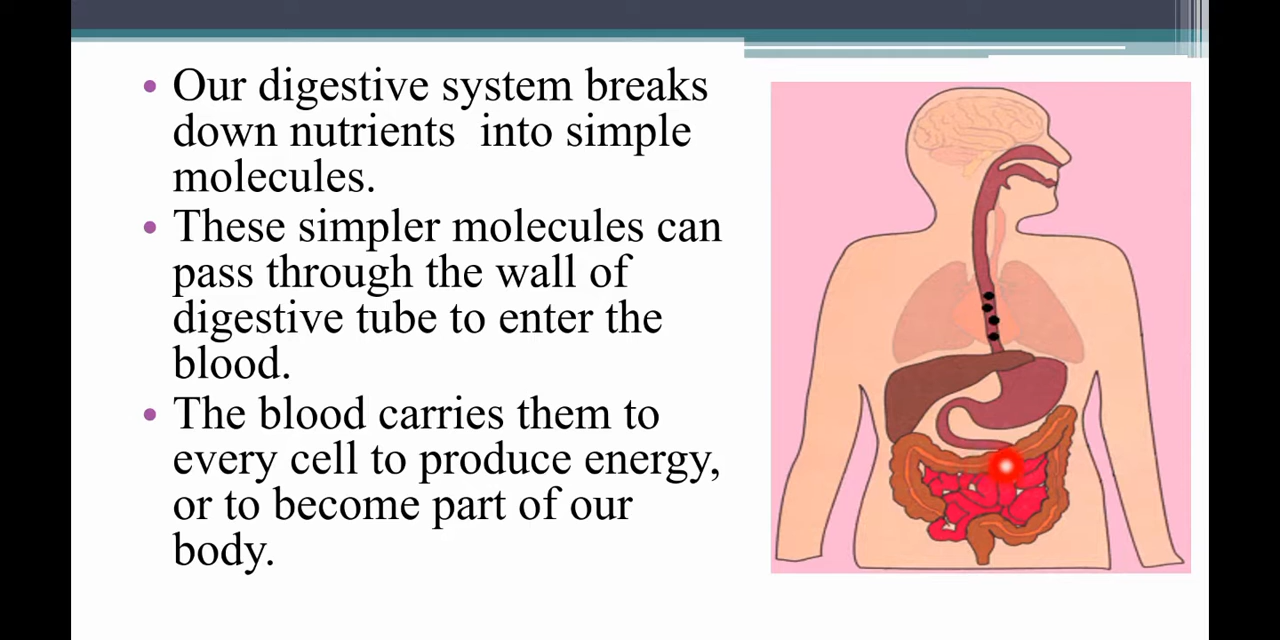 Our digestive system breaks
down nutrients  into simple
molecules.
These simpler molecules can
pass through the wall of
digestive tube to enter the
blood.
The blood carries them to
every cell to produce energy,
or to become part of our
body.